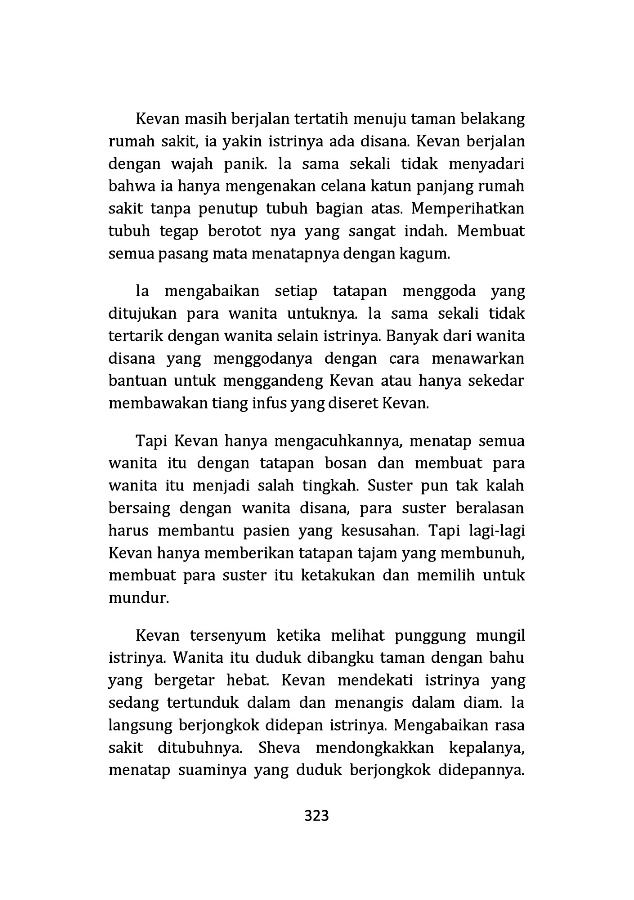 Kevan masih berjalan tertatih menuju taman belakang
rumah sakit, ia yakin istrinya ada disana. Kevan berjalan
dengan wajah panik. Ia sama sekali tidak menyadari
bahwa ia hanya mengenakan celana katun panjang rumah
sakit tanpa penutup tubuh bagian atas. Memperihatkan
tubuh tegap berotot nya yang sangat indah. Membuat
semua pasang mata menatapnya dengan kagum.
Ia mengabaikan setiap tatapan menggoda yang
ditujukan para wanita untuknya. Ia sama sekali tidak
tertarik dengan wanita selain istrinya. Banyak dari wanita
disana yang menggodanya dengan cara menawarkan
bantuan untuk menggandeng Kevan atau hanya sekedar
membawakan tiang infus yang diseret Kevan.
Tapi Kevan hanya mengacuhkannya, menatap semua
wanita itu dengan tatapan bosan dan membuat para
wanita itu menjadi salah tingkah. Suster pun tak kalah
bersaing dengan wanita disana, para suster beralasan
harus membantu pasien yang kesusahan. Tapi lagi-lagi
Kevan hanya memberikan tatapan tajam yang membunuh,
membuat para suster itu ketakukan dan memilih untuk
mundur.
Kevan tersenyum ketika melihat punggung mungil
istrinya. Wanita itu duduk dibangku taman dengan bahu
yang bergetar hebat. Kevan mendekati istrinya yang
sedang tertunduk dalam dan menangis dalam diam. Ia
langsung berjongkok didepan istrinya. Mengabaikan rasa
sakit ditubuhnya. Sheva mendongkakkan kepalanya,
menatap suaminya yang duduk berjongkok didepannya.
323